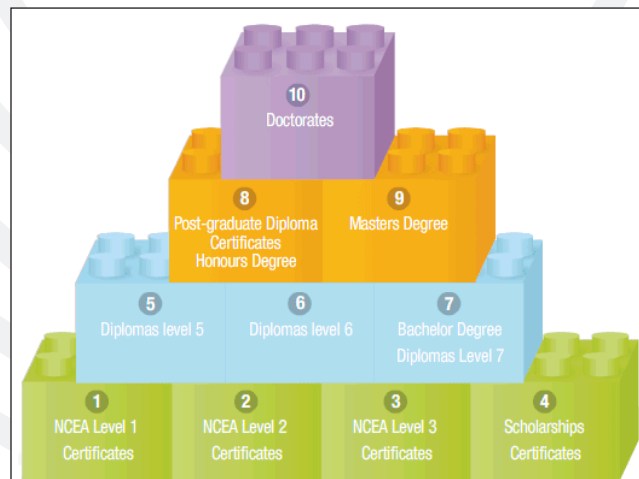 10
Doctorates
8
Post-graduate Diploma
Certificates
Honours Degree
9
Masters Degree
5
Diplomas level 5
6
Diplomas level 6
7
Bachelor Degree
Diplomas Level 7
1
NCEA Level 1
Certificates
2
NCEA Level 2
Certificates
3
NCEA Level 3
Certificates
4
Scholarships
Certificates